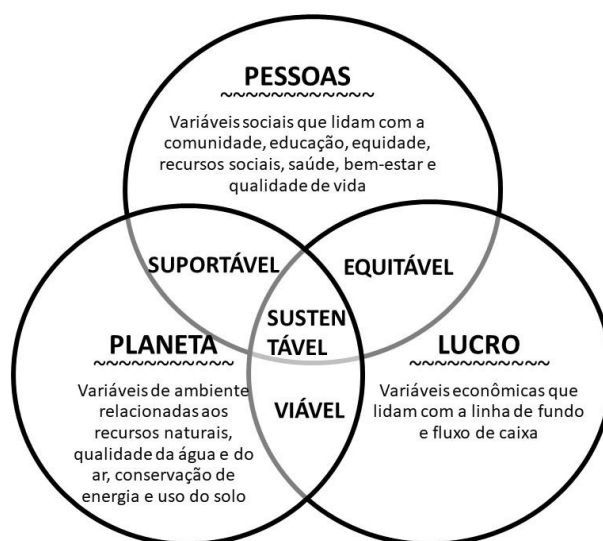 PESSOAS
~~~~~~~~~~~~
Variáveis sociais que lidam com a
comunidade, educação, equidade,
recursos sociais, saúde, bem-estar e
qualidade de vida
SUPORTÁVEL
EQUITÁVEL
SUSTEN
TÁVEL
PLANETA
~~~~~~~~~~~
Variáveis de ambiente
relacionadas aos
recursos naturais,
qualidade da água e do
ar, conservação de
energia e uso do solo
VIÁVEL
LUCRO
~~~~~~~~~~~
Variáveis econômicas que
lidam com a linha de fundo
e fluxo de caixa